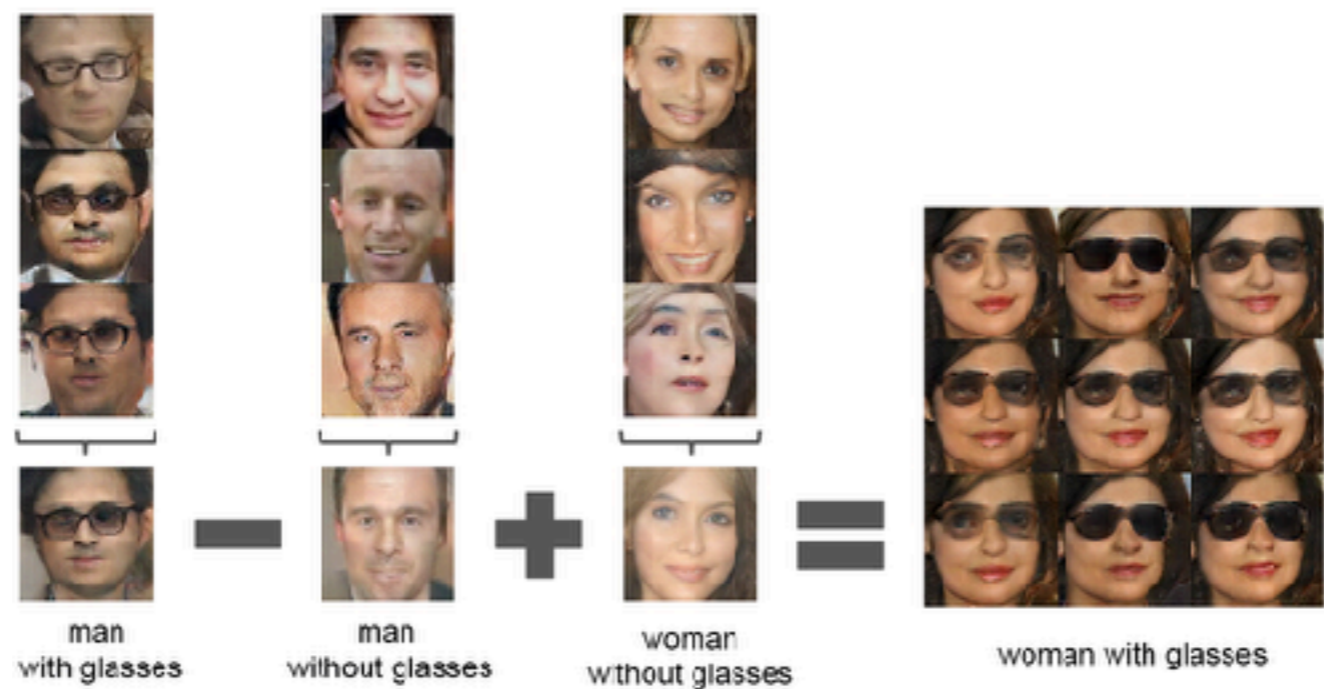 man
with glasses
man
without glasses
woman
without glasses
woman with glasses